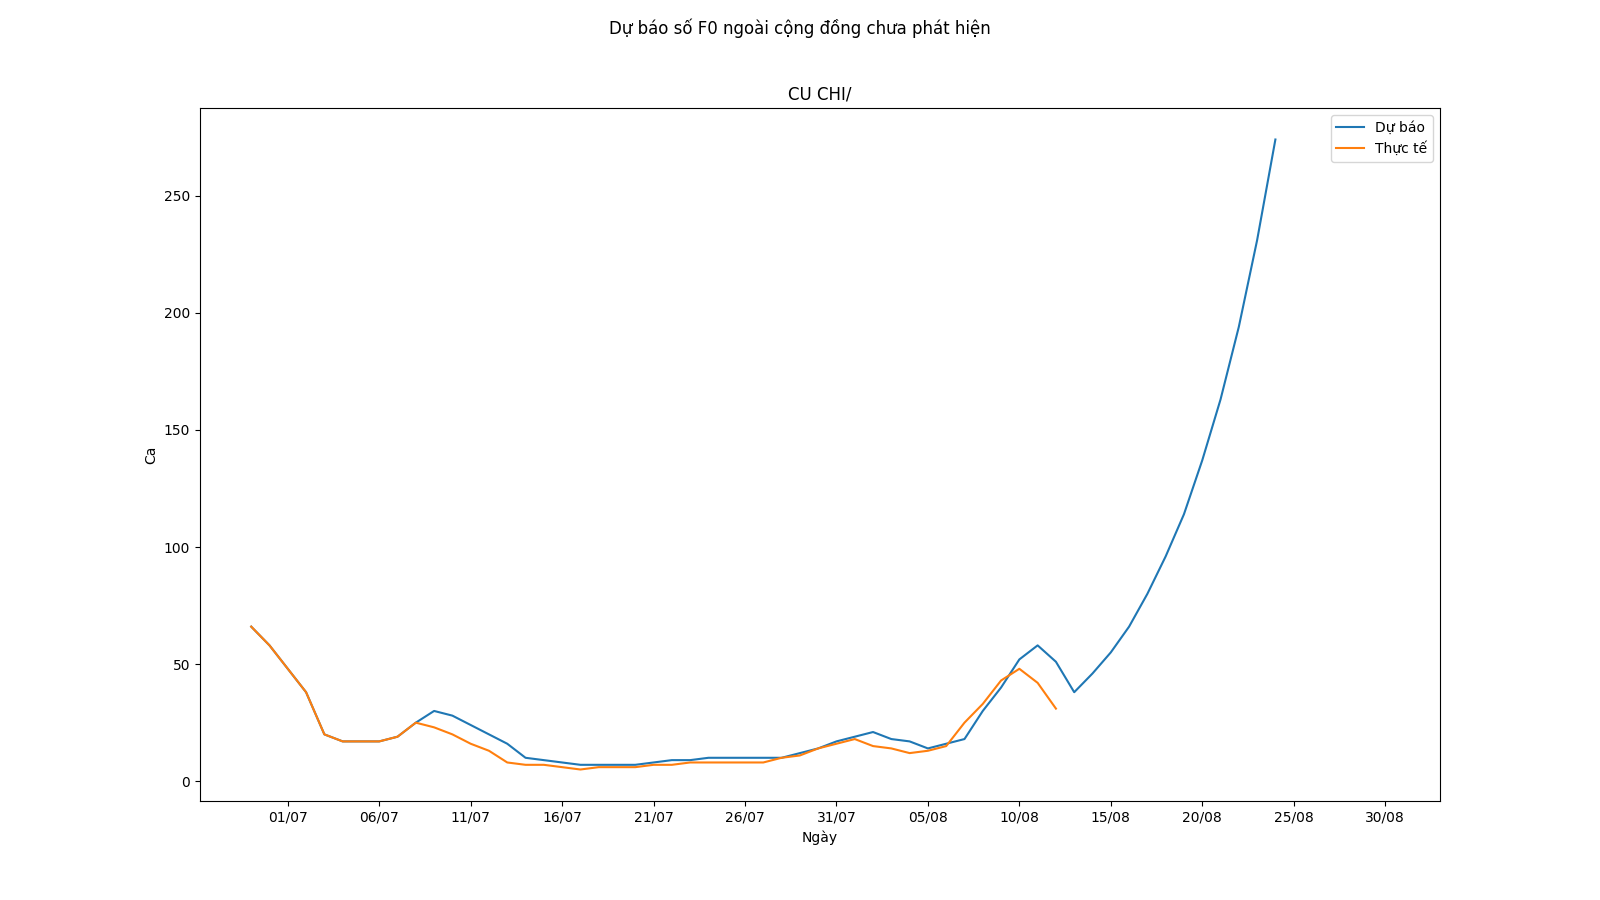 Dự báo số F0 ngoài cộng đồng chưa phát hiện
CU CHI/
Dự báo
Thực tế
250
200
150
100
50
0
Ca
01/07 06/07 11/07 16/07 21/07 26/07 31/07 05/08 10/08 15/08 20/08 25/08 30/08
Ngày